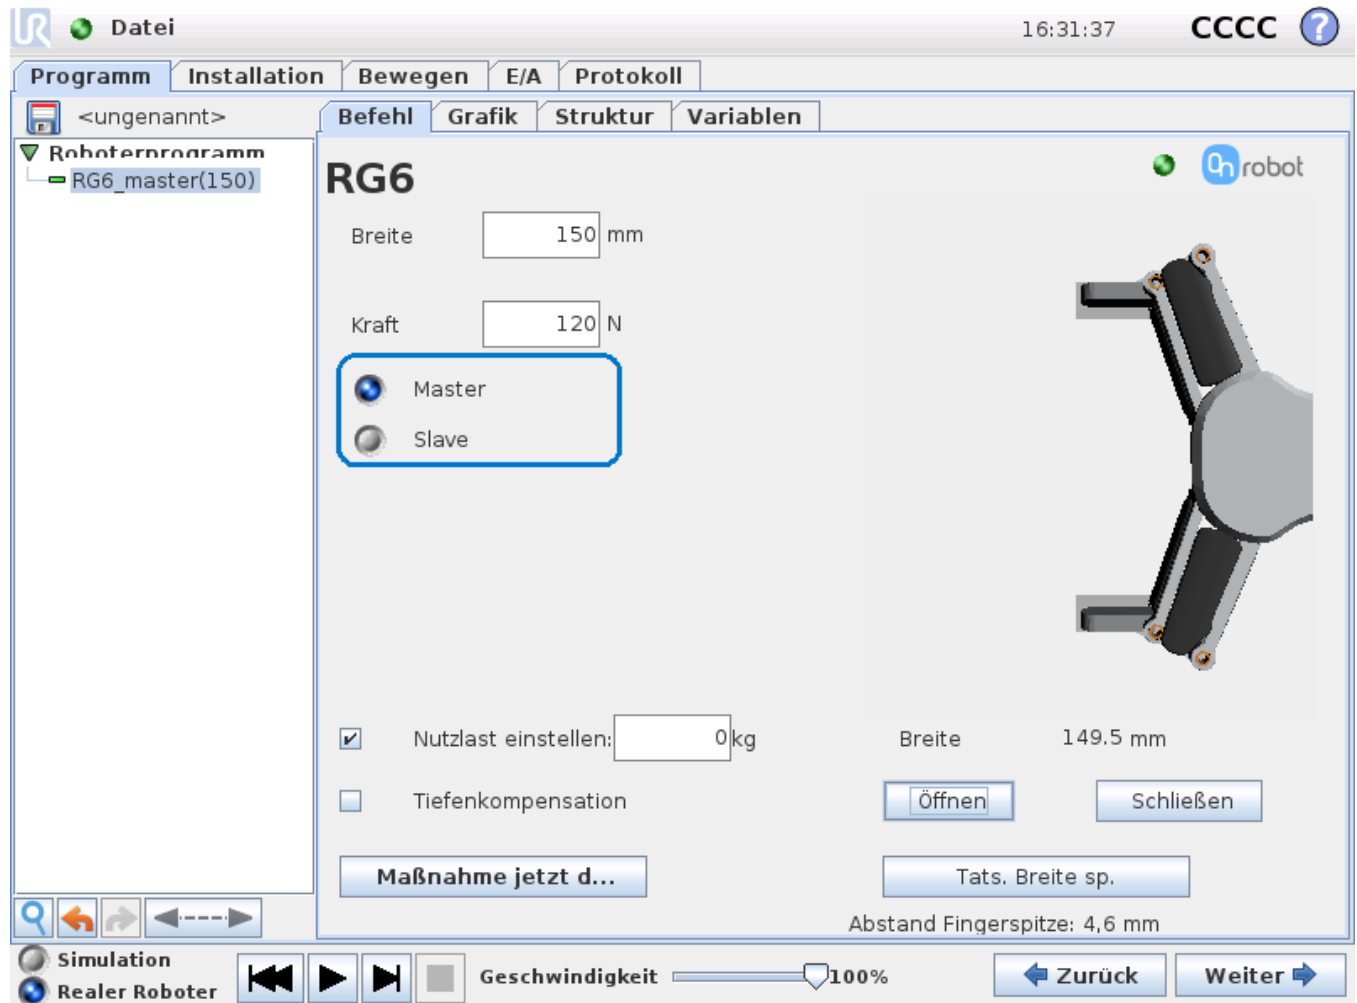 UR Datei 16:31:37 CCCC ?
Programm Installation Bewegen E/A Protokoll
<ungenannt> Befehl Grafik Struktur Variablen
Roboterprogramm
RG6_master(150)
RG6
On robot
Breite 150 mm
Kraft 120 N
Master
Slave
Nutzlast einstellen: 0 kg Breite 149.5 mm
Tiefenkompensation Öffnen Schließen
Maßnahme jetzt d... Tats. Breite sp.
Abstand Fingerspitze: 4,6 mm
Simulation
Realer Roboter
Geschwindigkeit 100% Zurück Weiter